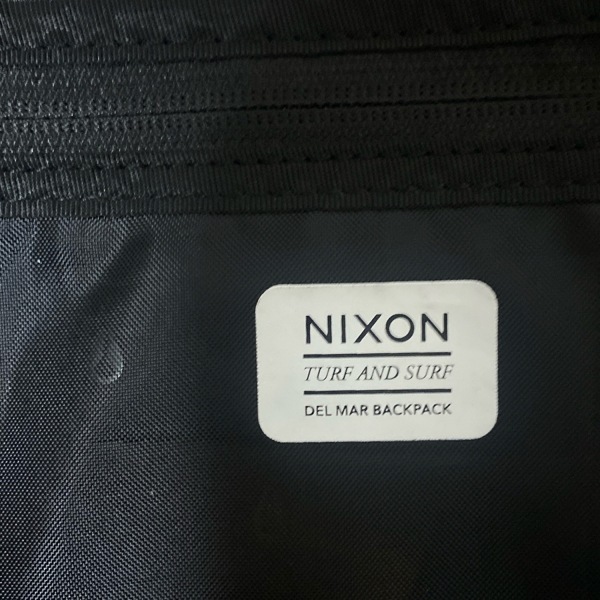 NIXON
TURF AND SURF
DEL MAR BACKPACK